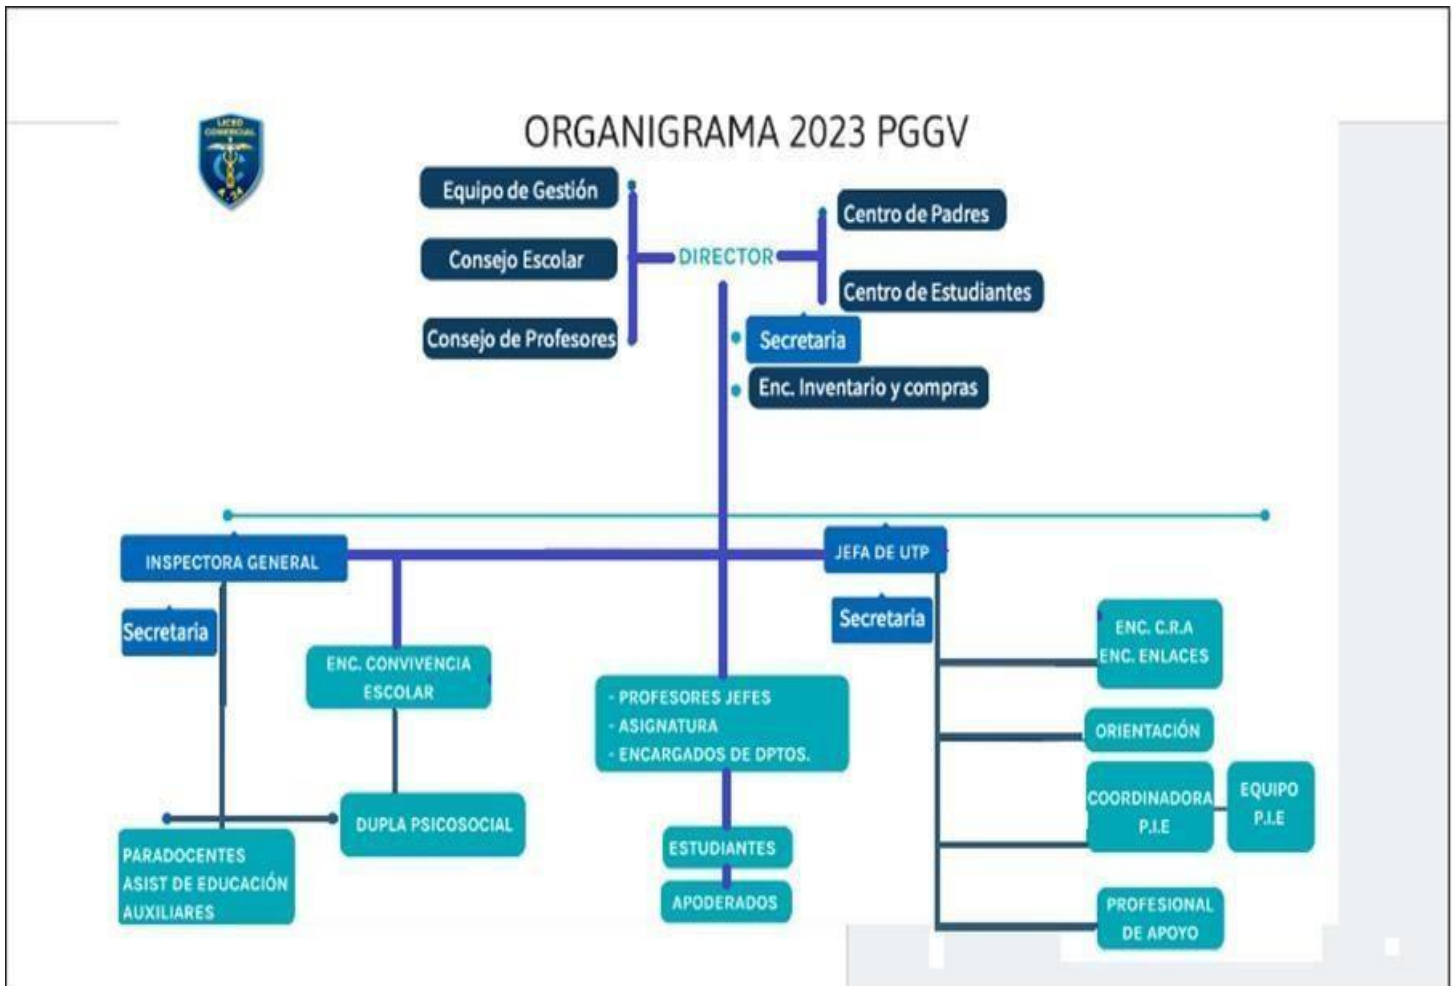 LICEO
COMERCIAL
ORGANIGRAMA 2023 PGGV
Equipo de Gestión
Consejo Escolar
Consejo de Profesores
DIRECTOR
Centro de Padres
Centro de Estudiantes
Secretaria
Enc. Inventario y compras
INSPECTORA GENERAL
Secretaria
ENC. CONVIVENCIA
ESCOLAR
DUPLA PSICOSOCIAL
PARADOCENTES
ASIST DE EDUCACIÓN
AUXILIARES
- PROFESORES JEFES
- ASIGNATURA
- ENCARGADOS DE DPTOS.
ESTUDIANTES
APODERADOS
JEFA DE UTP
Secretaria
ENC. C.R.A
ENC. ENLACES
ORIENTACIÓN
COORDINADORA
P.I.E
EQUIPO
P.I.E
PROFESIONAL
DE APOYO